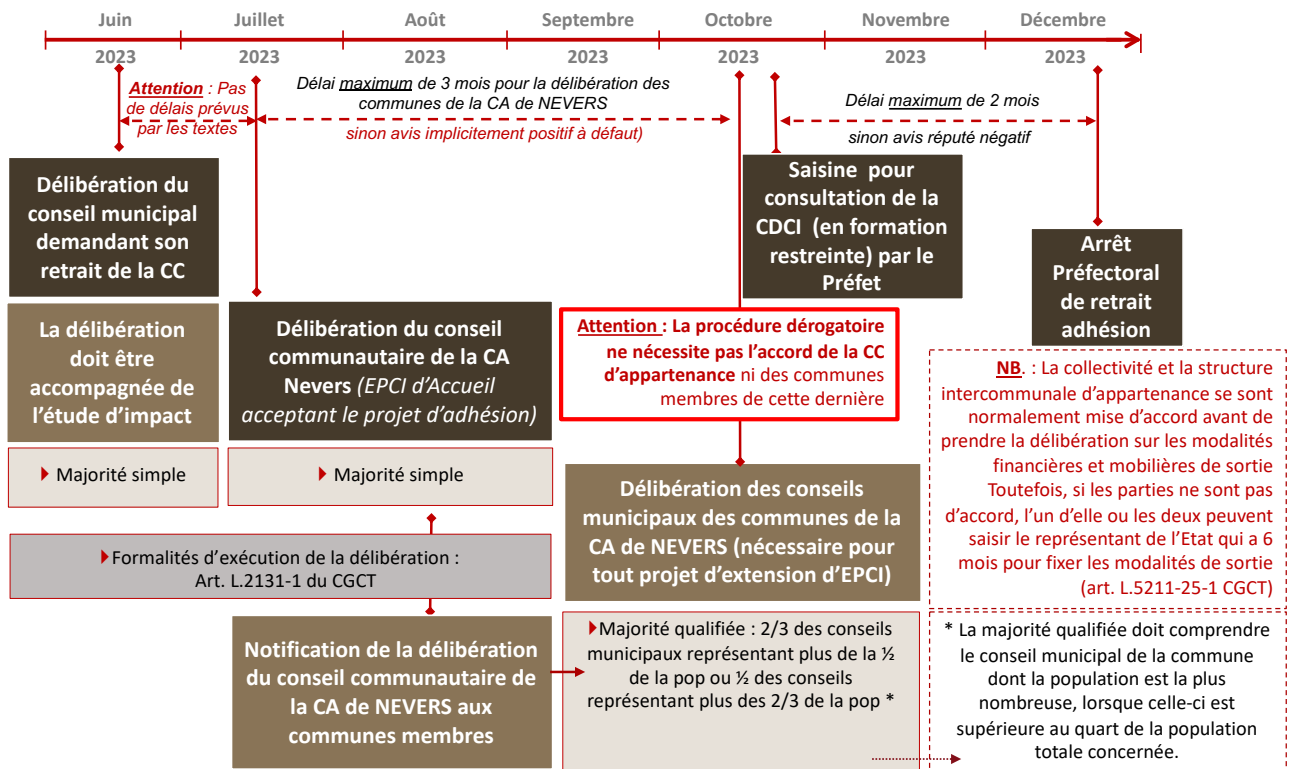 Juin
Juillet
Août
Septembre
Octobre
Novembre
Décembre
2023
2023
2023
2023
2023
2023
2023
Attention : Pas
de délais prévus
par les textes
Délai maximum de 3 mois pour la délibération des
communes de la CA de NEVERS
sinon avis implicitement positif à défaut)
Délai maximum de 2 mois
sinon avis réputé négatif
Délibération du
conseil municipal
demandant son
retrait de la CC
La délibération
doit être
accompagnée de
l'étude d'impact
Majorité simple
Délibération du conseil
communautaire de la CA
Nevers (EPCI d'Accueil
acceptant le projet d'adhésion)
Majorité simple
Formalités d'exécution de la délibération :
Art. L.2131-1 du CGCT
Notification de la délibération
du conseil communautaire de
la CA de NEVERS aux
communes membres
Saisine pour
consultation de la
CDCI (en formation
restreinte) par le
Préfet
Attention : La procédure dérogatoire
ne nécessite pas l'accord de la CC
d'appartenance ni des communes
membres de cette dernière
Délibération des conseils
municipaux des communes de la
CA de NEVERS (nécessaire pour
tout projet d'extension d'EPCI)
Majorité qualifiée : 2/3 des conseils
municipaux représentant plus de la ½
de la pop ou ½ des conseils
représentant plus des 2/3 de la pop *
Arrêt
Préfectoral
de retrait
adhésion
NB. : La collectivité et la structure
intercommunale d'appartenance se sont
normalement mise d'accord avant de
prendre la délibération sur les modalités
financières et mobilières de sortie
Toutefois, si les parties ne sont pas
d'accord, l'un d'elle ou les deux peuvent
saisir le représentant de l'Etat qui a 6
mois pour fixer les modalités de sortie
(art. L.5211-25-1 CGCT)
* La majorité qualifiée doit comprendre
le conseil municipal de la commune
dont la population est la plus
nombreuse, lorsque celle-ci est
supérieure au quart de la population
totale concernée.